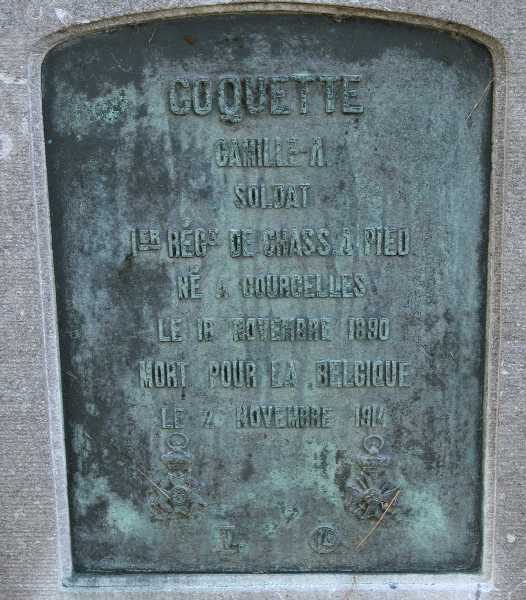 COQUETTE
CAMILLE-A.
SOLDAT
1ER RÉGT DE CHASS. À PIED
NÉ À COURCELLES
LE 18 NOVEMBRE 1890
MORT POUR LA BELGIQUE
LE 2 NOVEMBRE 1914